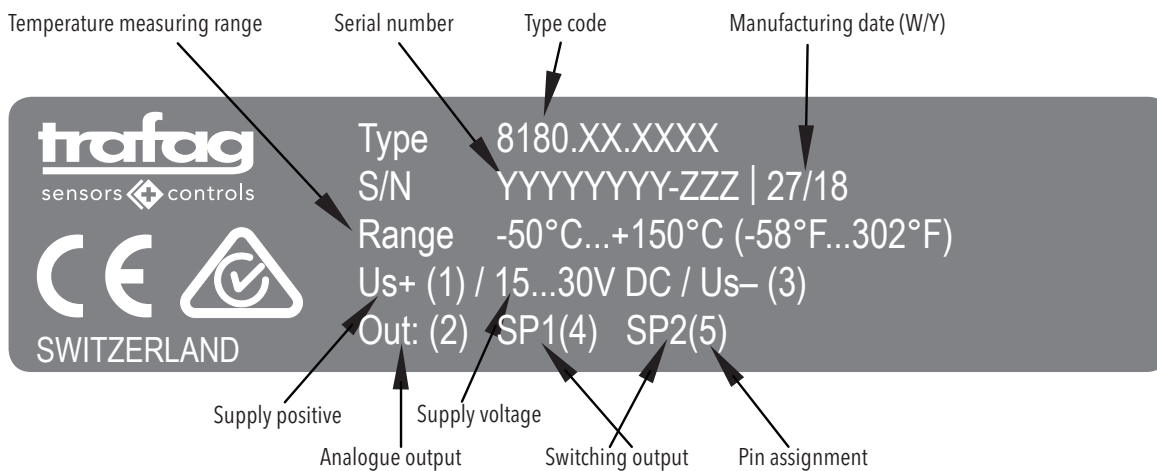 Temperature measuring range Serial number Type code Manufacturing date (W/Y)
trafag
sensors controls
SWITZERLAND
Type 8180.XX.XXXX
S/N YYYYYYYY-ZZZ | 27/18
Range -50°C...+150°C (-58°F...302°F)
Us+ (1) / 15...30V DC / Us– (3)
Out: (2) SP1(4) SP2(5)
Supply positive Supply voltage
Analogue output Switching output Pin assignment